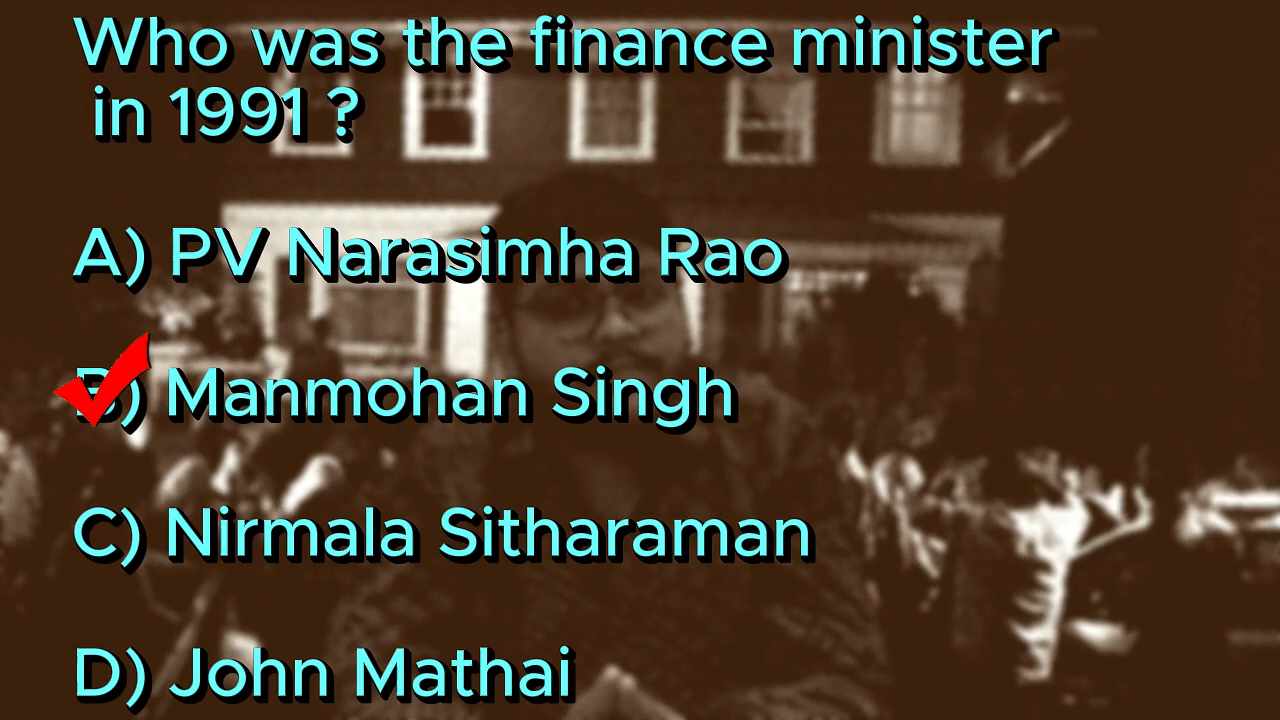 Who was the finance minister
in 1991 ?
A) PV Narasimha Rao
B) Manmohan Singh
C) Nirmala Sitharaman
D) John Mathai